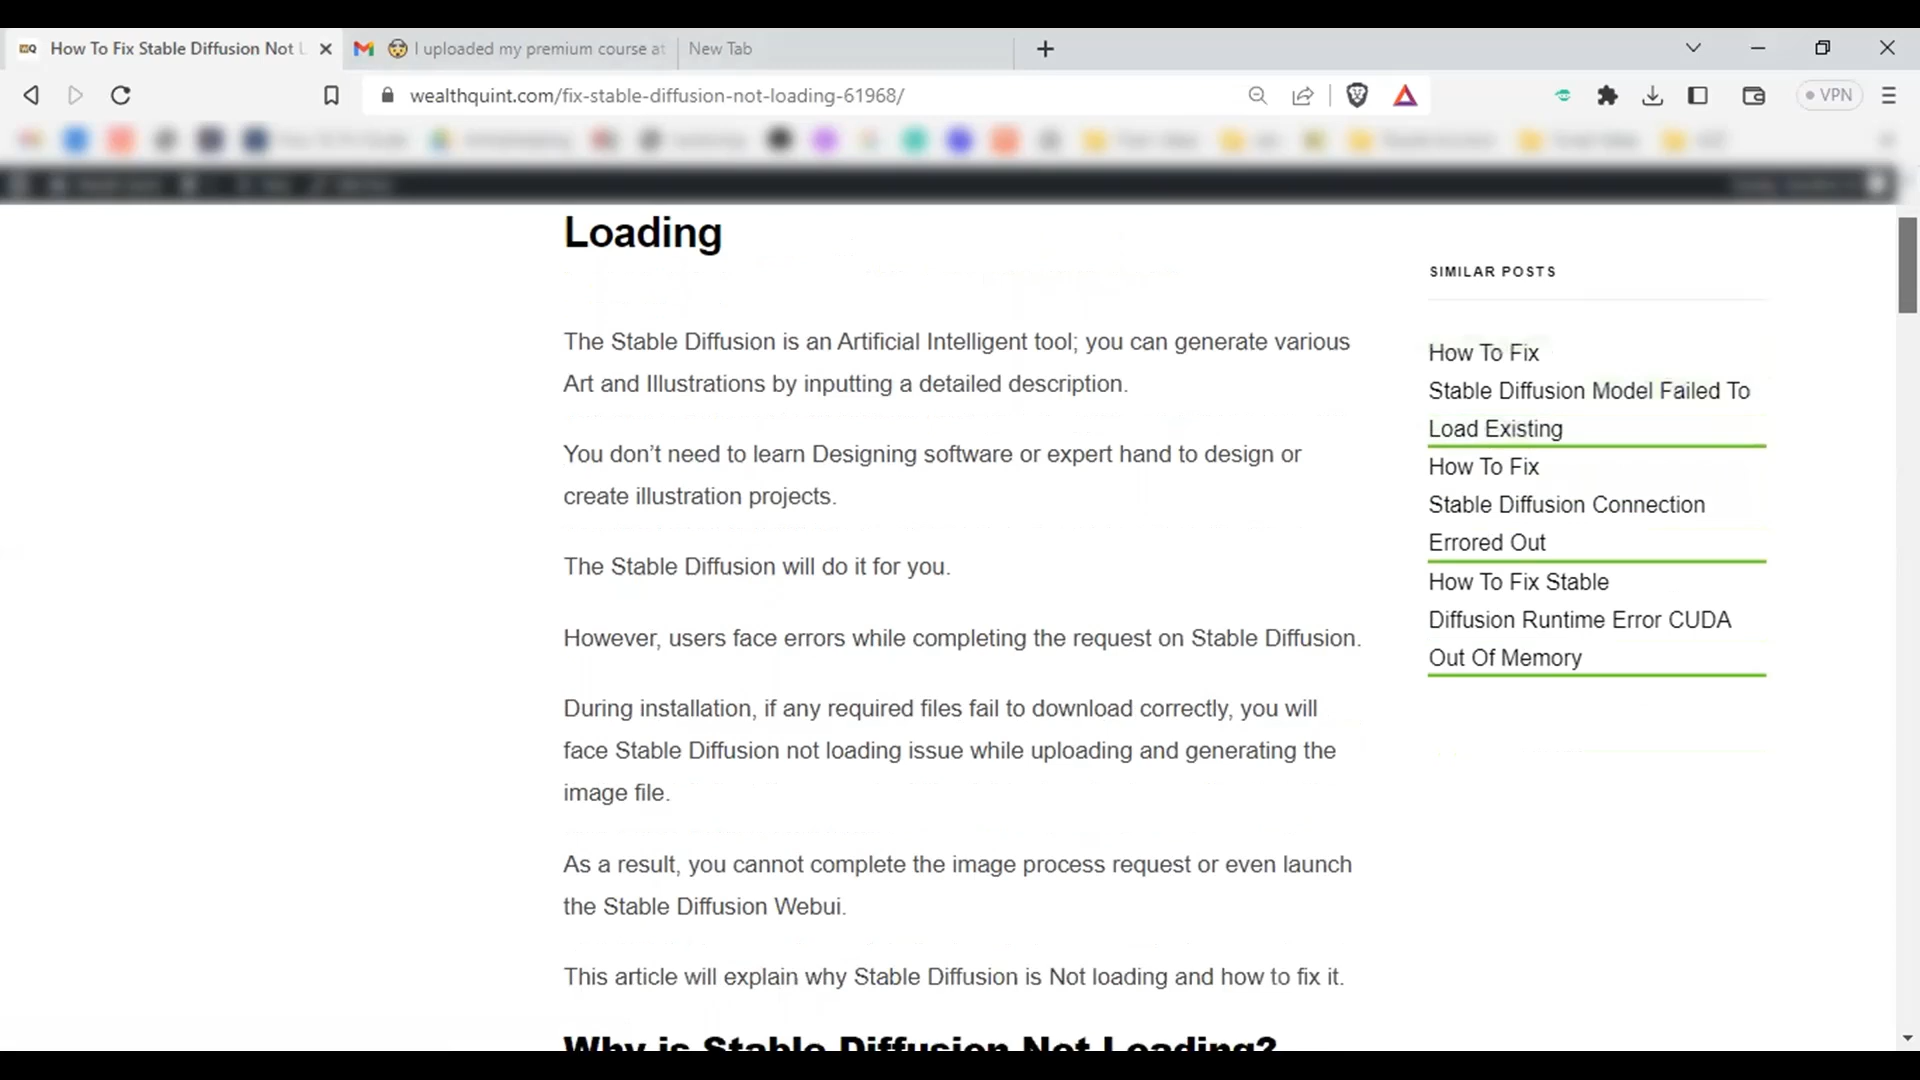 How To Fix Stable Diffusion Not L
I uploaded my premium course at
New Tab
wealthquint.com/fix-stable-diffusion-not-loading-61968/
VPN
Loading
The Stable Diffusion is an Artificial Intelligent tool; you can generate various
Art and Illustrations by inputting a detailed description.
You don’t need to learn Designing software or expert hand to design or
create illustration projects.
The Stable Diffusion will do it for you.
However, users face errors while completing the request on Stable Diffusion.
During installation, if any required files fail to download correctly, you will
face Stable Diffusion not loading issue while uploading and generating the
image file.
As a result, you cannot complete the image process request or even launch
the Stable Diffusion Webui.
This article will explain why Stable Diffusion is Not loading and how to fix it.
Why is Stable Diffusion Not Loading?
SIMILAR POSTS
How To Fix
Stable Diffusion Model Failed To
Load Existing
How To Fix
Stable Diffusion Connection
Errored Out
How To Fix Stable
Diffusion Runtime Error CUDA
Out Of Memory